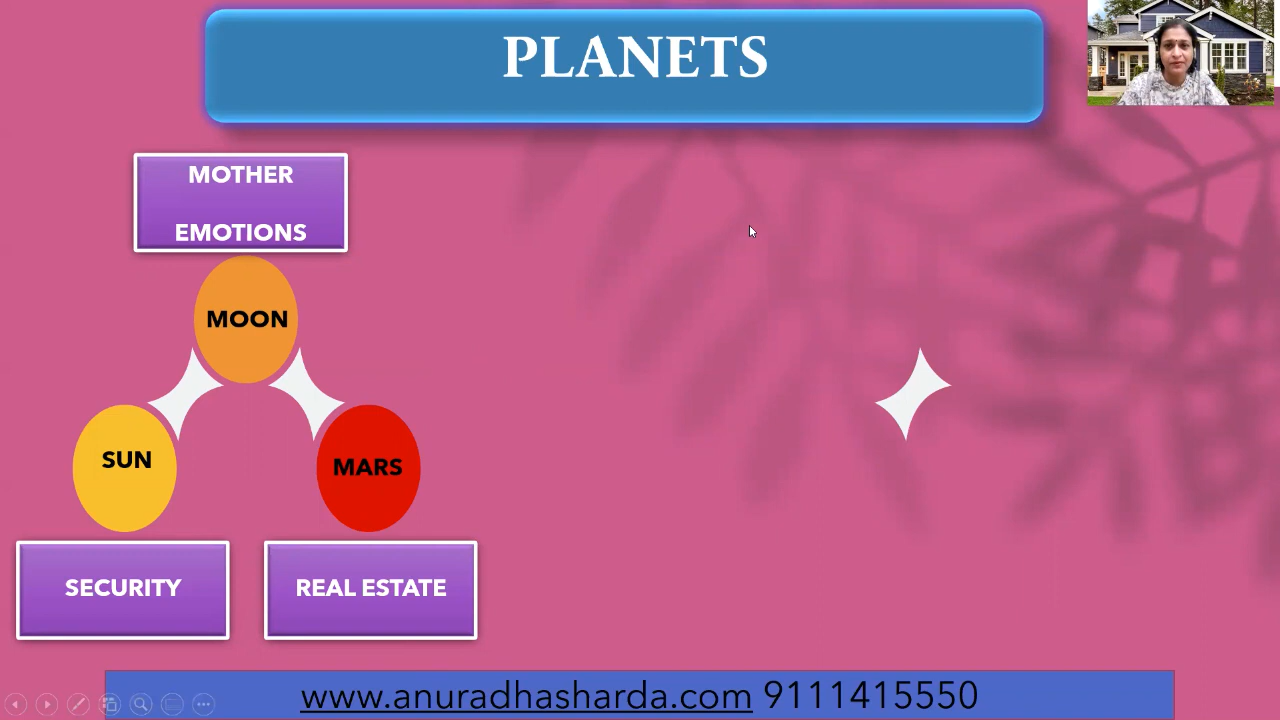 PLANETS
MOTHER
EMOTIONS
MOON
SUN
MARS
SECURITY
REAL ESTATE
www.anuradhasharda.com 9111415550